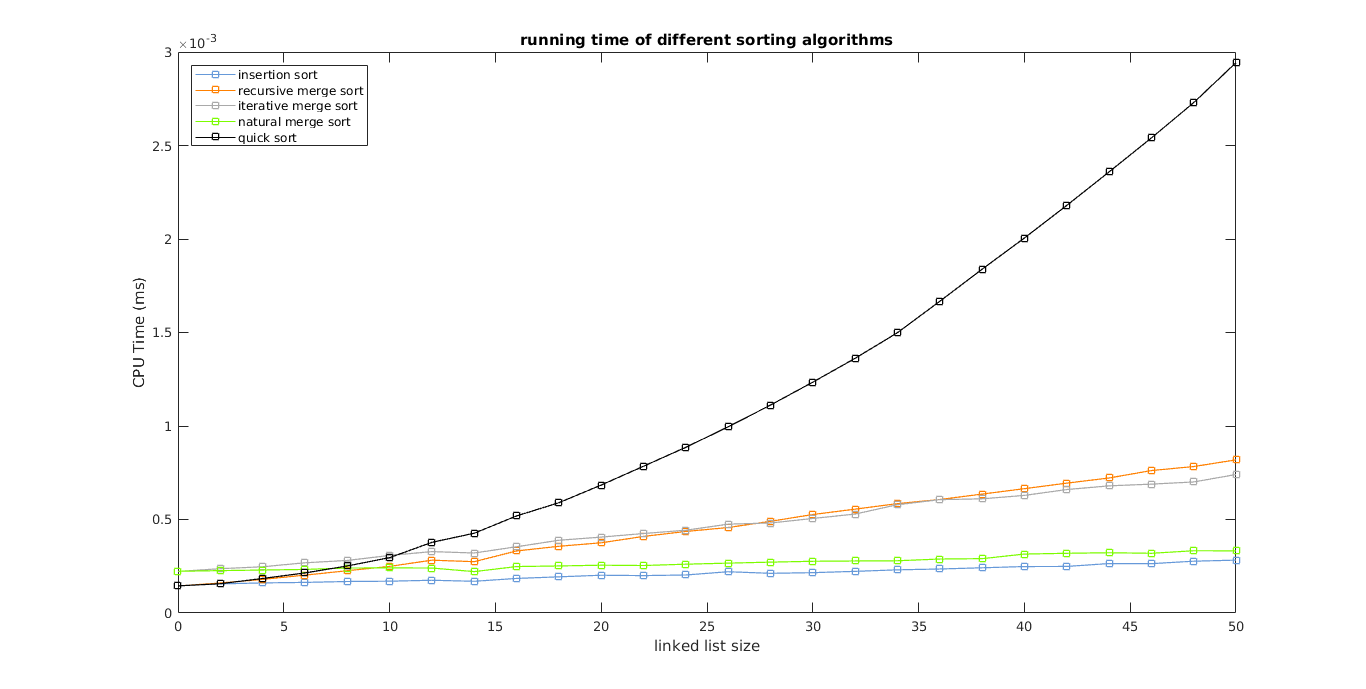 running time of different sorting algorithms
×10-3
3
2.5
2
1.5
1
0.5
0
CPU Time (ms)
insertion sort
recursive merge sort
iterative merge sort
natural merge sort
quick sort
0 5 10 15 20 25 30 35 40 45 50
linked list size